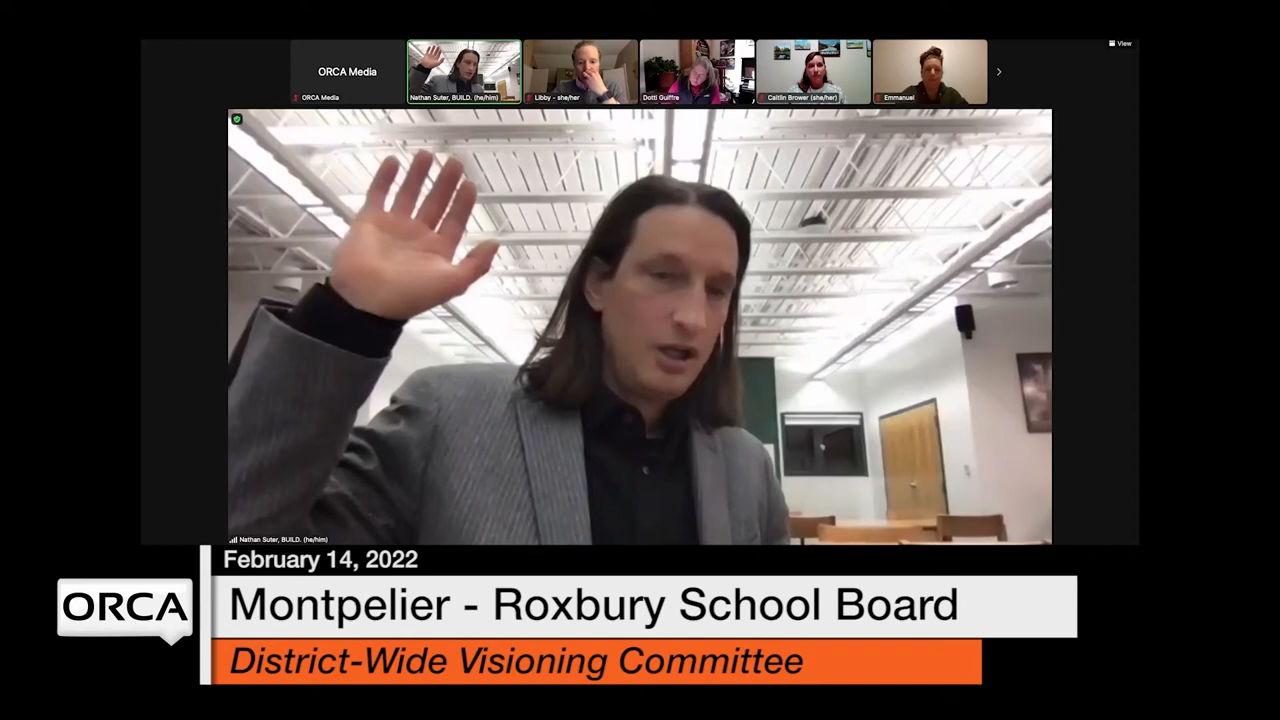 View
ORCA Media
ORCA Media
Nathan Suter, BUILD. (he/him)
Libby - she/her
Dotti Guiffre
Caitlin Brower (she/her)
Emmanuel
Nathan Suter, BUILD. (he/him)
February 14, 2022
ORCA
Montpelier - Roxbury School Board
District-Wide Visioning Committee